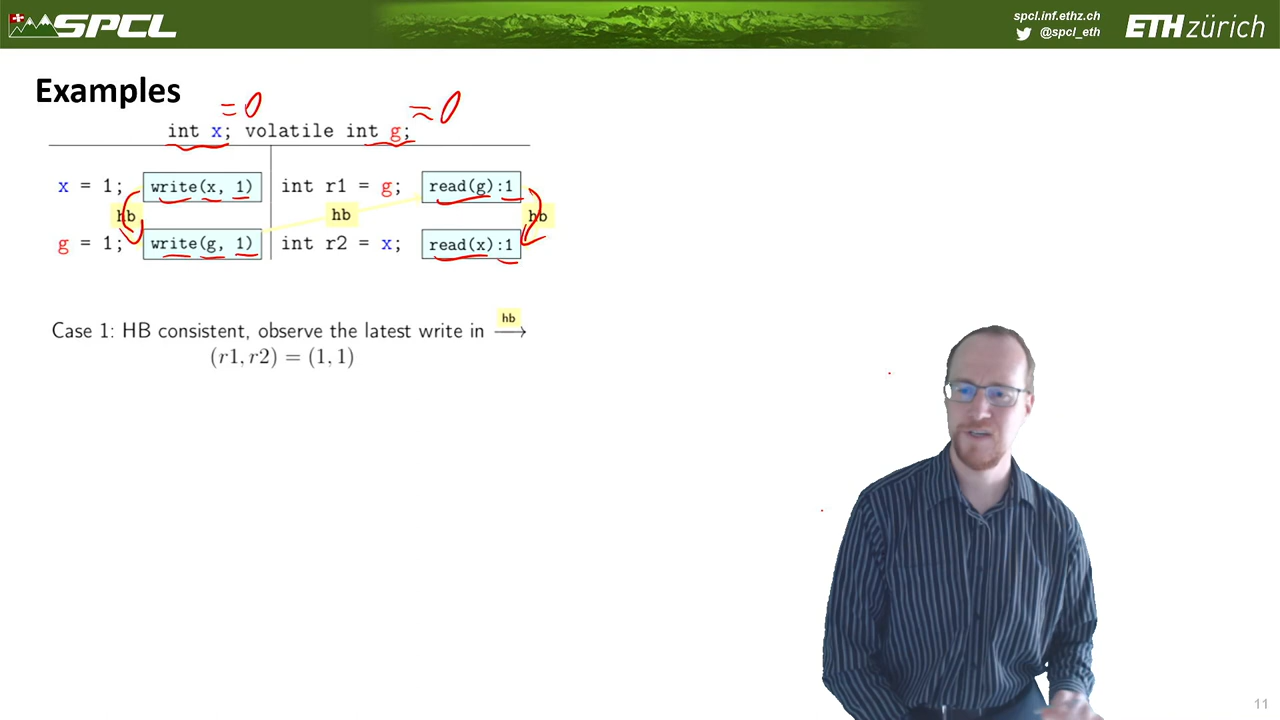 SPCL
spcl.inf.ethz.ch
@spcl_eth
ETH zürich
Examples
= 0
= 0
int x; volatile int g;
x = 1; write(x, 1) int r1 = g; read(g):1
hb hb hb
g = 1; write(g, 1) int r2 = x; read(x):1
Case 1: HB consistent, observe the latest write in hb →
(r1, r2) = (1, 1)
11